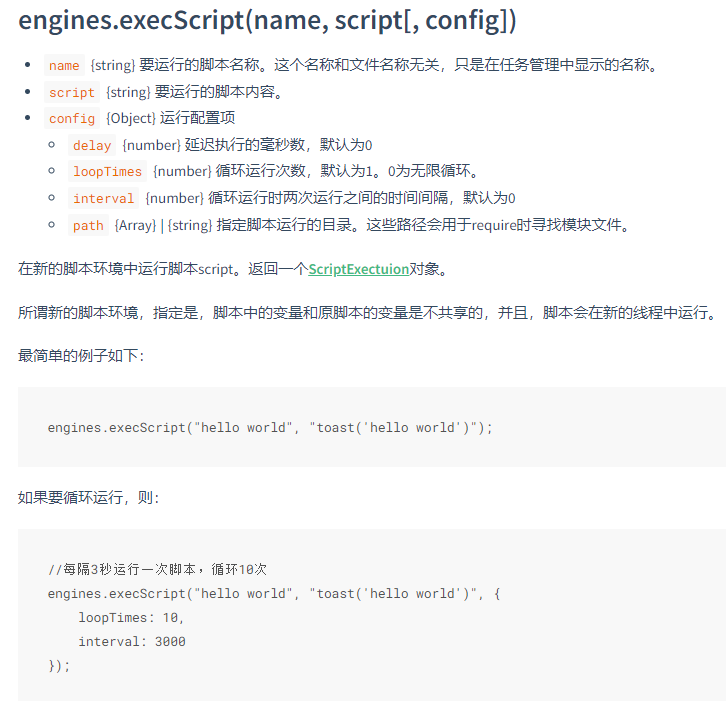 engines.execScript(name, script[, config])
name {string} 要运行的脚本名称。这个名称和文件名称无关，只是在任务管理中显示的名称。
script {string} 要运行的脚本内容。
config {Object} 运行配置项
delay {number} 延迟执行的毫秒数，默认为0
loopTimes {number} 循环运行次数，默认为1。0为无限循环。
interval {number} 循环运行时两次运行之间的时间间隔，默认为0
path {Array} | {string} 指定脚本运行的目录。这些路径会用于require时寻找模块文件。
在新的脚本环境中运行脚本script。返回一个ScriptExectuion对象。
所谓新的脚本环境，指定是，脚本中的变量和原脚本的变量是不共享的，并且，脚本会在新的线程中运行。
最简单的例子如下：
engines.execScript("hello world", "toast('hello world')");
如果要循环运行，则：
//每隔3秒运行一次脚本，循环10次
engines.execScript("hello world", "toast('hello world')", {
loopTimes: 10,
interval: 3000
});